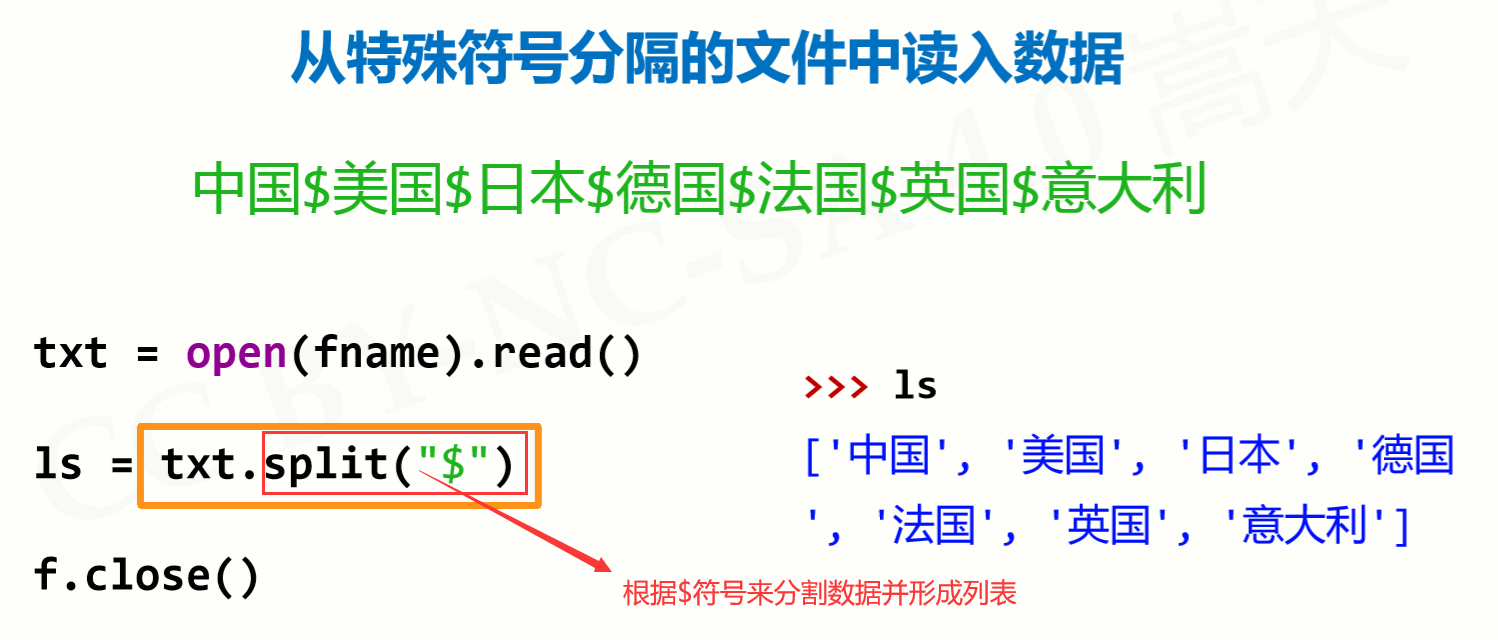 从特殊符号分隔的文件中读入数据
中国$美国$日本$德国$法国$英国$意大利
txt = open(fname).read()
ls = txt.split("$")
f.close()
>>> ls
['中国', '美国', '日本', '德国
', '法国', '英国', '意大利']
根据$符号来分割数据并形成列表
CC BY-NC-SA 4.0 嵩天